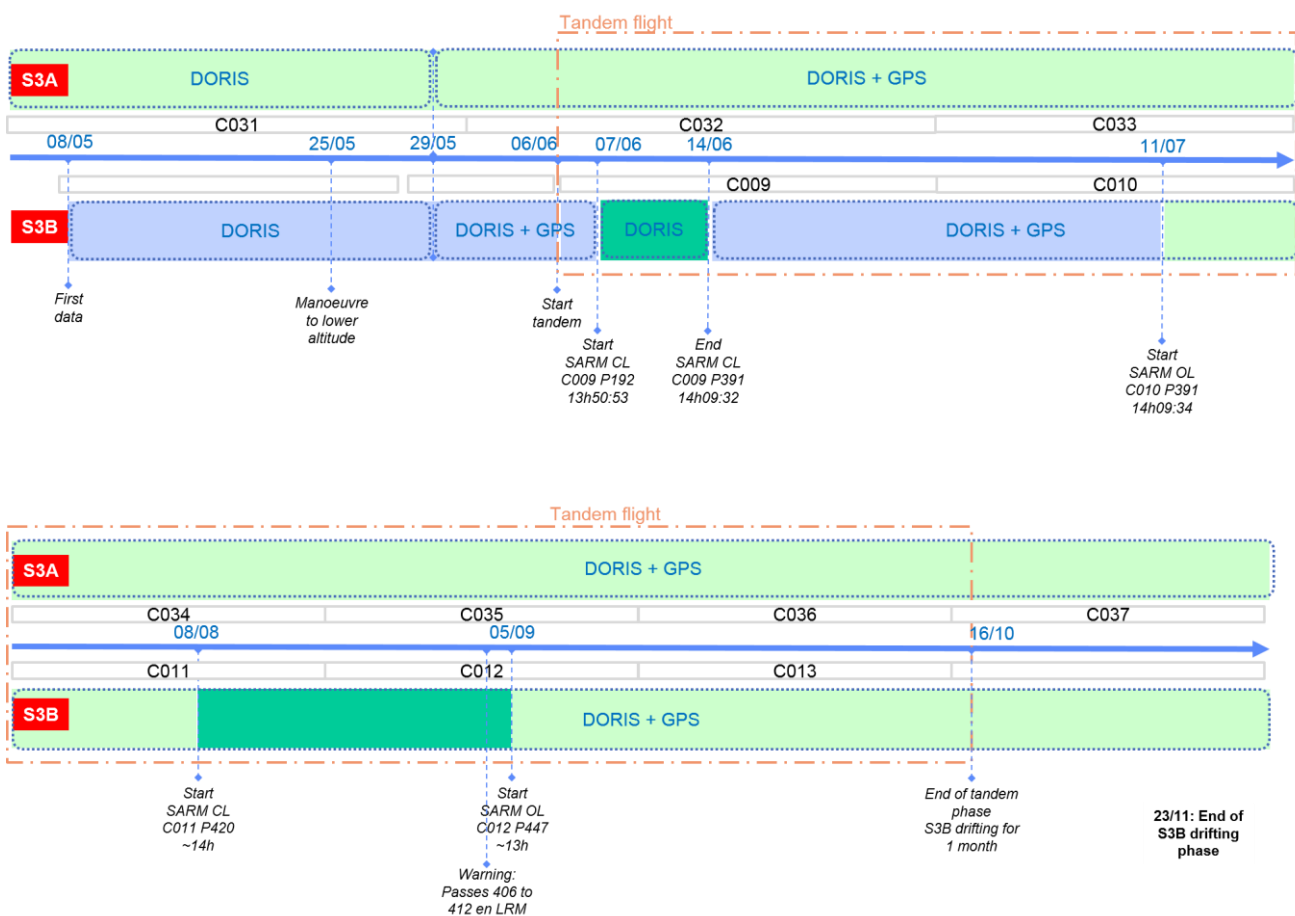 Tandem flight
S3A
DORIS
DORIS + GPS
C031
C032
C033
08/05
25/05
29/05
06/06
07/06
14/06
11/07
C009
C010
S3B
DORIS
DORIS + GPS
DORIS
DORIS + GPS
First
data
Manoeuvre
to lower
altitude
Start
tandem
Start
SARM CL
C009 P192
13h50:53
End
SARM CL
C009 P391
14h09:32
Start
SARM OL
C010 P391
14h09:34
Tandem flight
S3A
DORIS + GPS
C034
C035
C036
C037
08/08
05/09
16/10
C011
C012
C013
S3B
DORIS + GPS
Start
SARM CL
C011 P420
~14h
Start
SARM OL
C012 P447
~13h
Warning:
Passes 406 to
412 en LRM
End of tandem
phase
S3B drifting for
1 month
23/11: End of
S3B drifting
phase